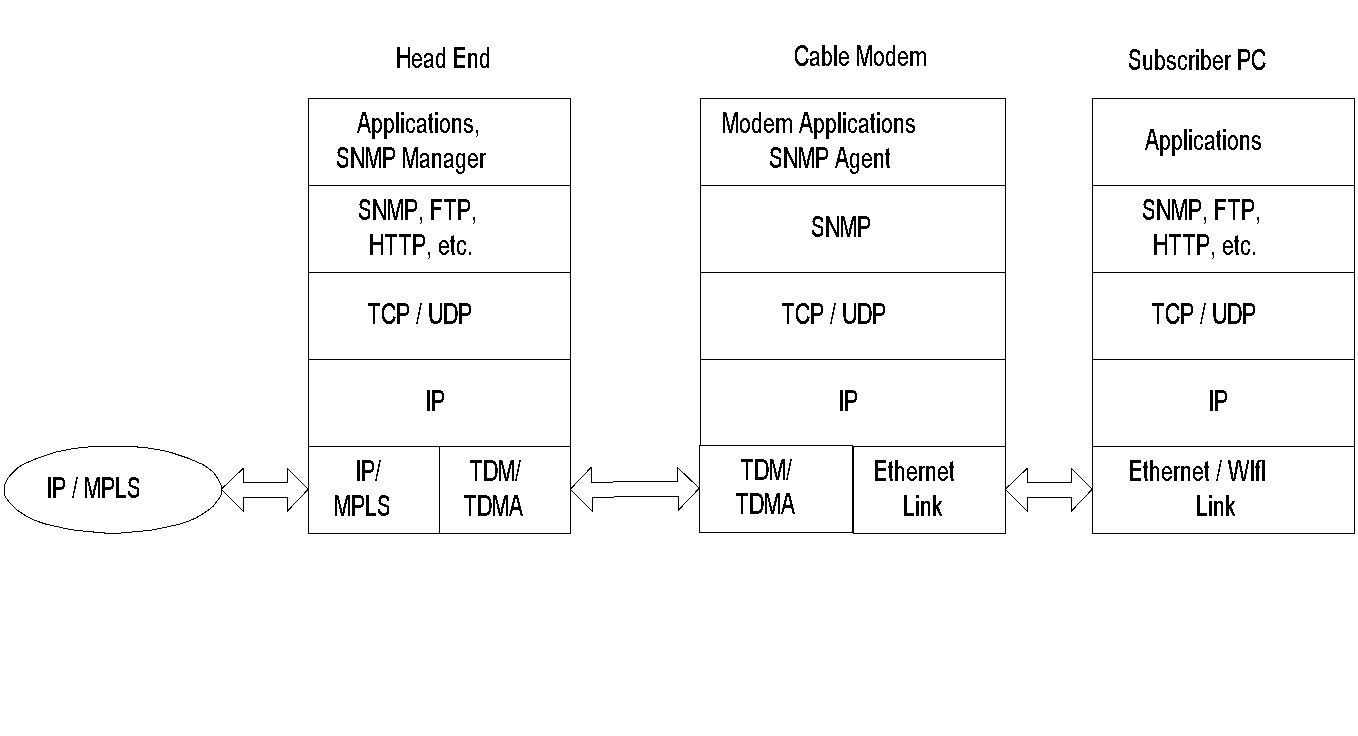 Head End
Cable Modem
Subscriber PC
Applications,
SNMP Manager
Modem Applications
SNMP Agent
Applications
SNMP, FTP,
HTTP, etc.
SNMP
SNMP, FTP,
HTTP, etc.
TCP / UDP
TCP / UDP
TCP / UDP
IP
IP
IP
IP / MPLS
IP/
MPLS
TDM/
TDMA
TDM/
TDMA
Ethernet
Link
Ethernet / WIfI
Link